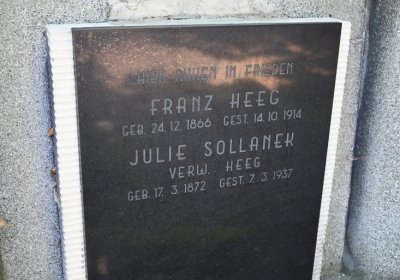 HIER RUHEN IN FRIEDEN
FRANZ HEEG
GEB. 24. 12. 1866 GEST. 14. 10. 1914
JULIE SOLLANEK
VERW. HEEG
GEB. 17. 3. 1872 GEST. 7. 3. 1937